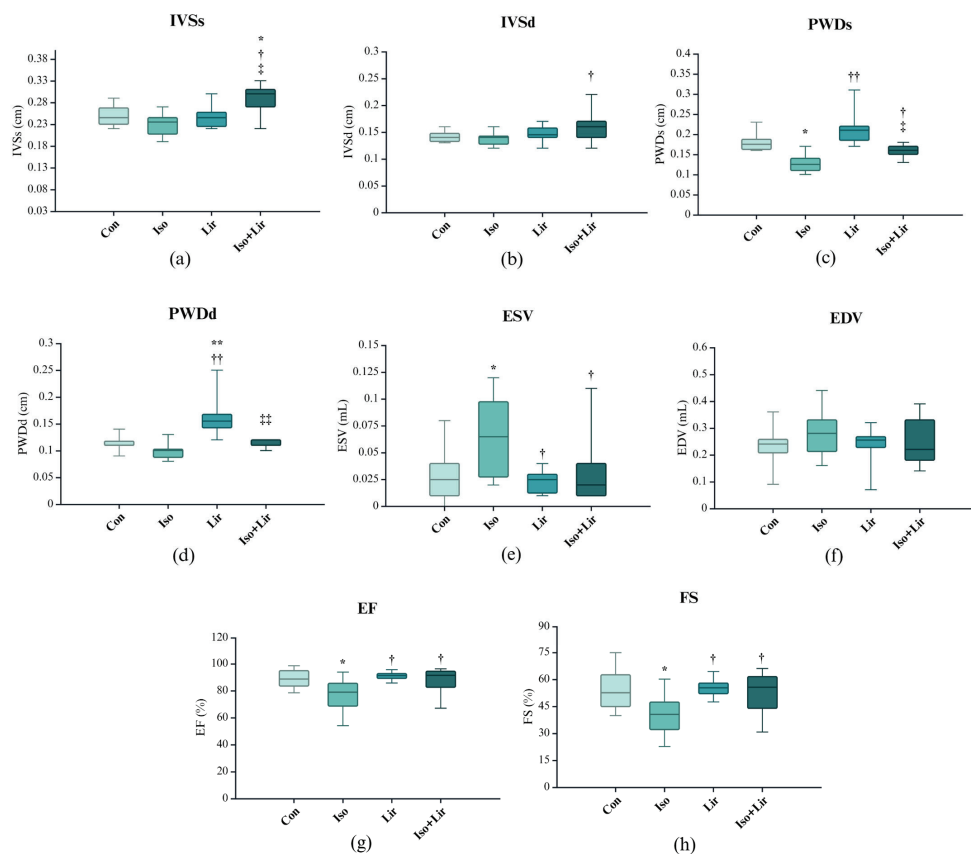 IVSs
IVSs (cm)
0.38
0.33
0.28
0.23
0.18
0.13
0.08
0.03
*
†
‡
Con
Iso
Lir
Iso+Lir
(a)
IVSd
IVSd (cm)
0.3
0.25
0.2
0.15
0.1
0.05
0
†
Con
Iso
Lir
Iso+Lir
(b)
PWDs
PWDs (cm)
0.4
0.35
0.3
0.25
0.2
0.15
0.1
0.05
0
*
††
†
‡
Con
Iso
Lir
Iso+Lir
(c)
PWDd
PWDd (cm)
0.3
0.25
0.2
0.15
0.1
0.05
0
**
††
‡‡
Con
Iso
Lir
Iso+Lir
(d)
ESV
ESV (mL)
0.15
0.125
0.1
0.075
0.05
0.025
0
*
†
†
Con
Iso
Lir
Iso+Lir
(e)
EDV
EDV (mL)
0.6
0.5
0.4
0.3
0.2
0.1
0
Con
Iso
Lir
Iso+Lir
(f)
EF
EF (%)
120
100
80
60
40
20
0
*
†
†
Con
Iso
Lir
Iso+Lir
(g)
FS
FS (%)
90
75
60
45
30
15
0
*
†
†
Con
Iso
Lir
Iso+Lir
(h)